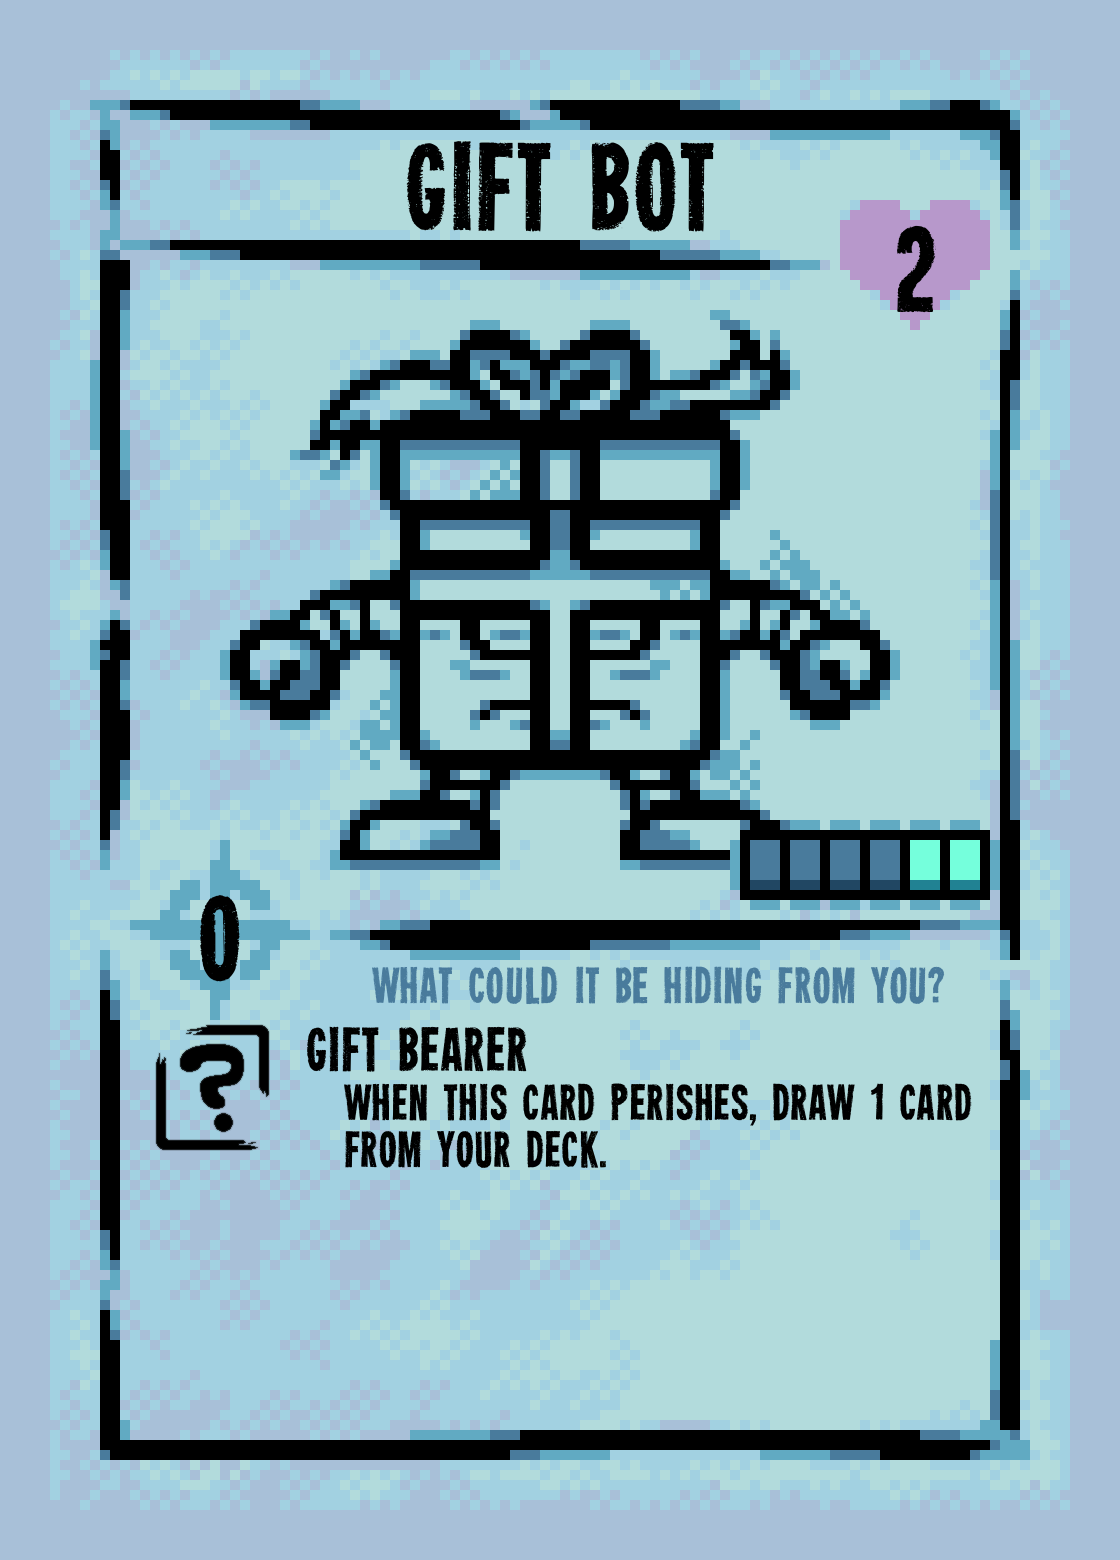 GIFT BOT
2
0
WHAT COULD IT BE HIDING FROM YOU?
?
GIFT BEARER
WHEN THIS CARD PERISHES, DRAW 1 CARD
FROM YOUR DECK.